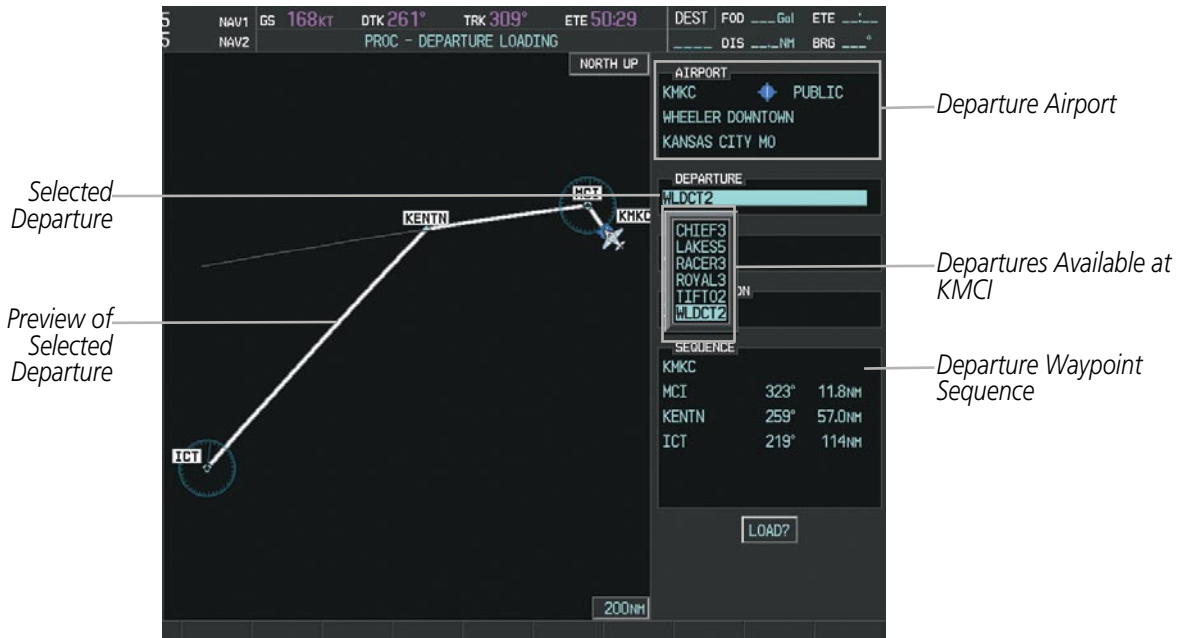 NAV1 GS 168KT DTK 261° TRK 309° ETE 50:29 DEST FOD ___Gal ETE __:__
NAV2 PROC - DEPARTURE LOADING ____ DIS __._NM BRG ___°
NORTH UP
AIRPORT
KMKC PUBLIC
WHEELER DOWNTOWN
KANSAS CITY MO
Departure Airport
DEPARTURE
WLDCT2
Selected
Departure
MCI
KENTN
KMKC
CHIEF3
LAKES5
RACER3
ROYAL3
TIFTO2
WLDCT2
Departures Available at
KMCI
Preview of
Selected
Departure
SEQUENCE
KMKC
MCI 323° 11.8NM
KENTN 259° 57.0NM
ICT 219° 114NM
Departure Waypoint
Sequence
ICT
LOAD?
200NM